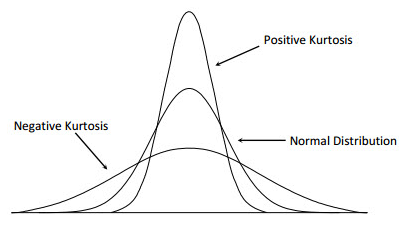 Positive Kurtosis
Negative Kurtosis
Normal Distribution